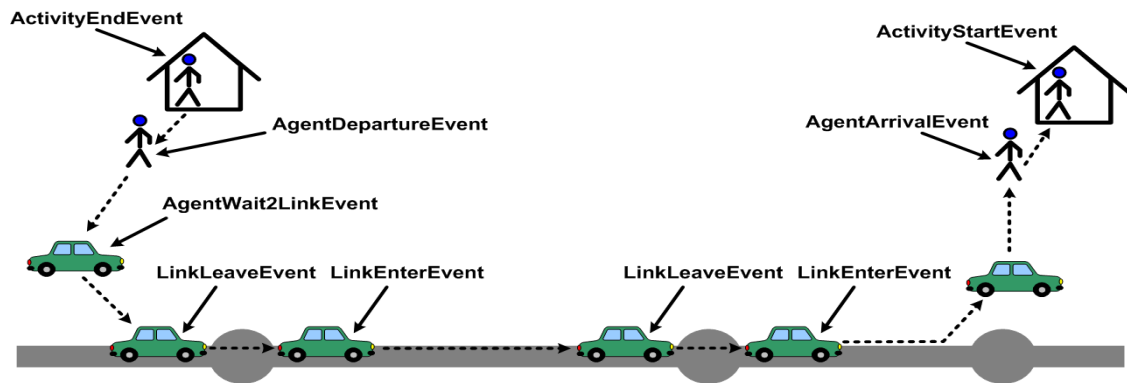 ActivityEndEvent
ActivityStartEvent
AgentDepartureEvent
AgentArrivalEvent
AgentWait2LinkEvent
LinkLeaveEvent
LinkEnterEvent
LinkLeaveEvent
LinkEnterEvent